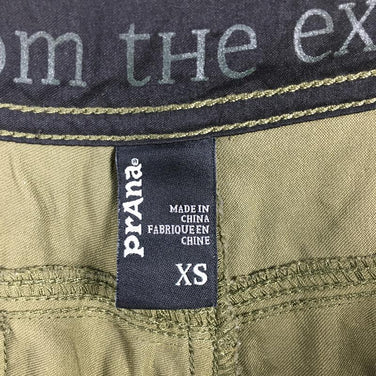 om the ex
prAna®
MADE IN
CHINA
FABRIQUE EN
CHINE
XS